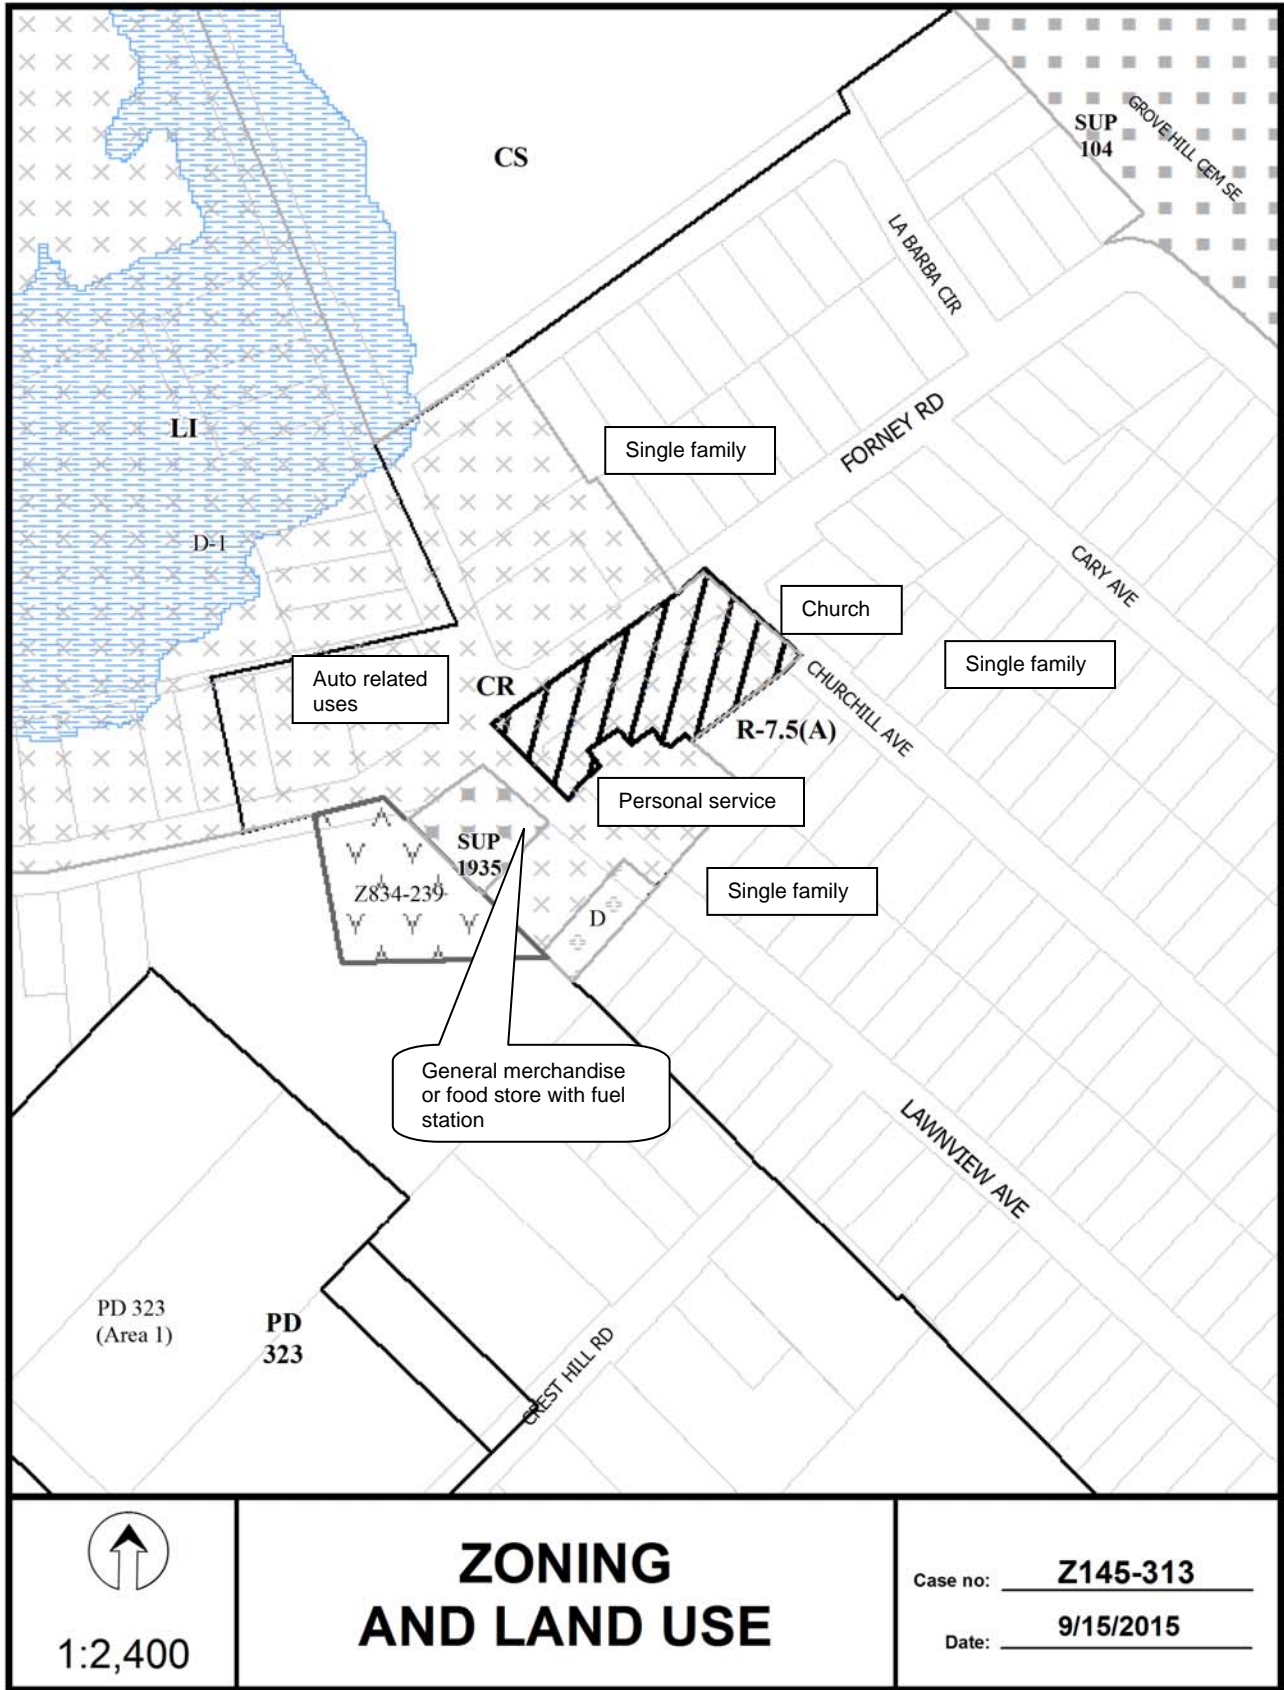 CS
SUP
104
GROVE HILL CEM SE
LA BARBA CIR
LI
Single family
FORNEY RD
D-1
CARY AVE
Church
Single family
Auto related
uses
CR
CHURCHILL AVE
R-7.5(A)
Personal service
SUP
1935
Z834-239
Single family
D
General merchandise
or food store with fuel
station
LAWNVIEW AVE
PD 323
(Area 1)
PD
323
CREST HILL RD
1:2,400
ZONING
AND LAND USE
Case no: Z145-313
Date: 9/15/2015